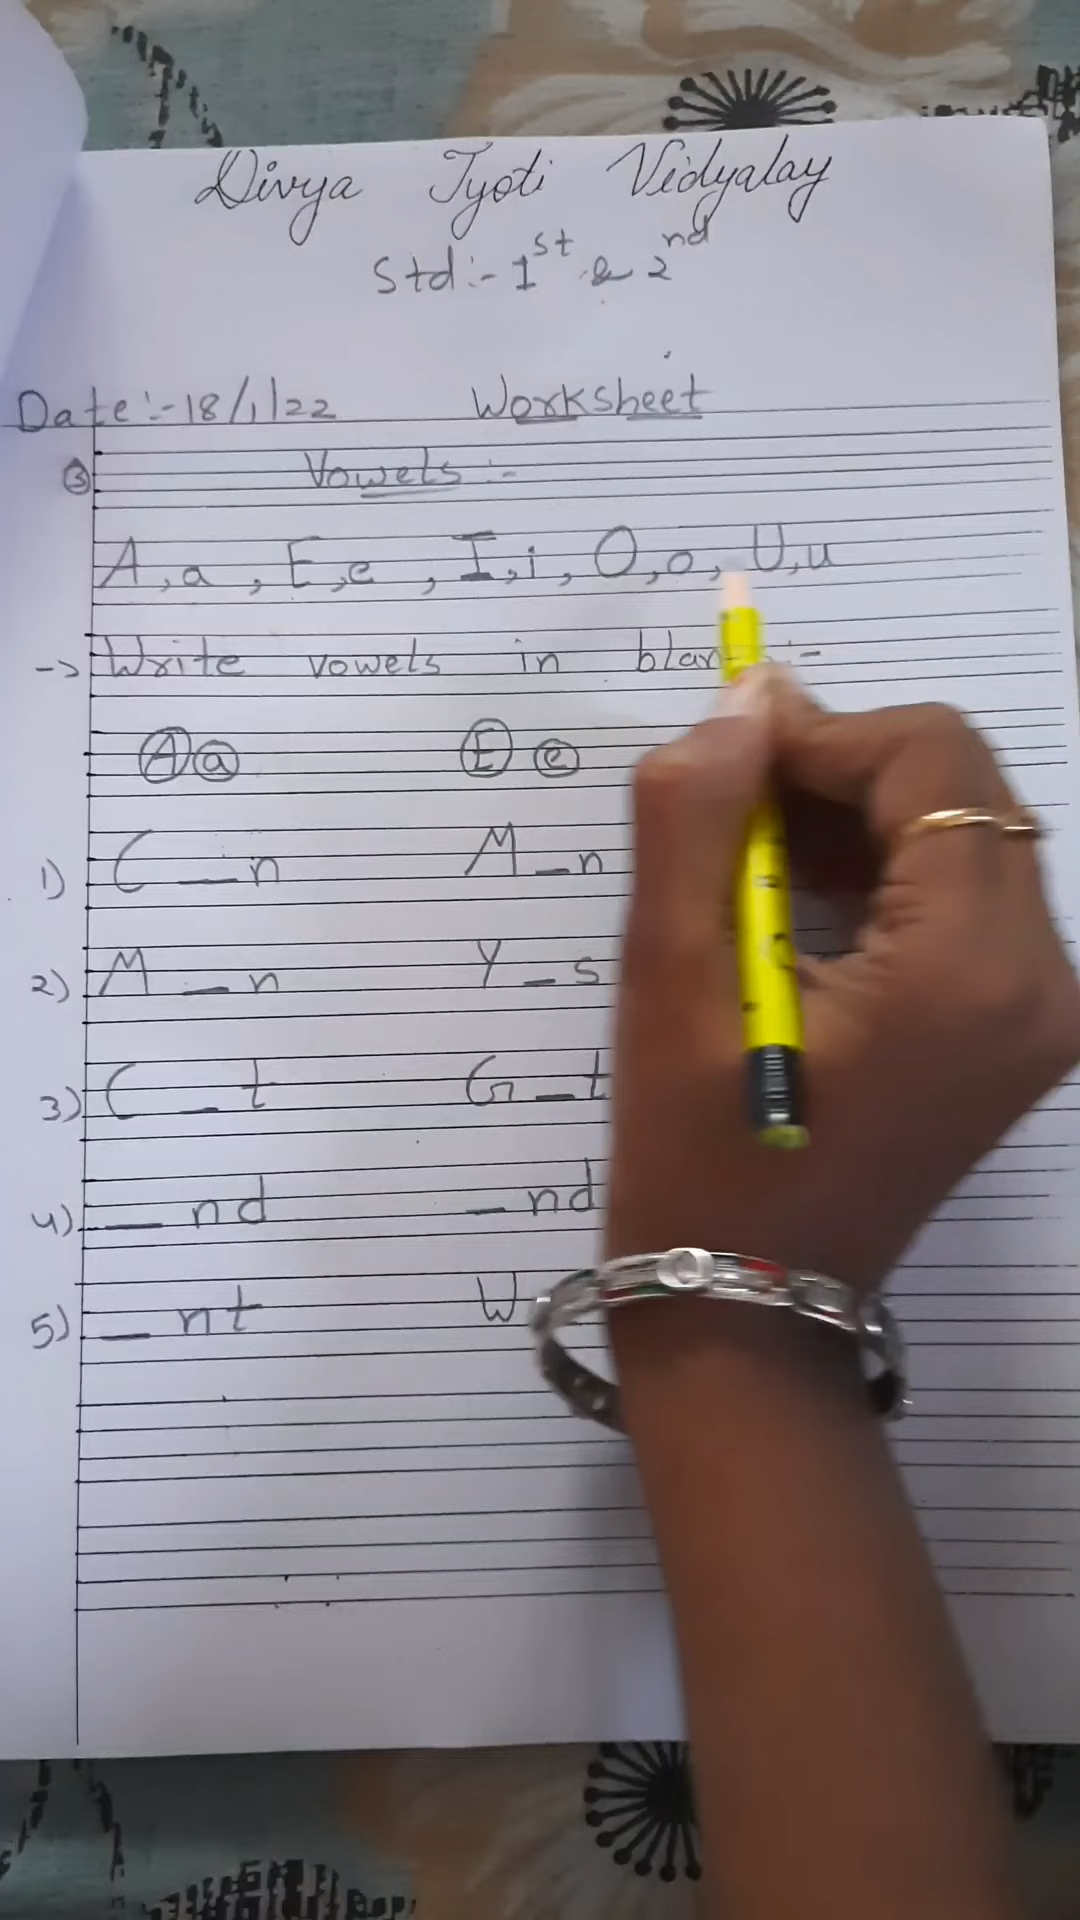 Divya Jyoti Vidyalay
Std:- 1st & 2nd
Date:- 18/1/22 Worksheet
③ Vowels :-
A,a , E,e , I,i, O,o, U,u
-> Write vowels in :-
A a E e
1) C _ n M _ n
2) M _ n Y _ s
3) C _ t G _ t
4) _ nd _ nd
5) _ nt W